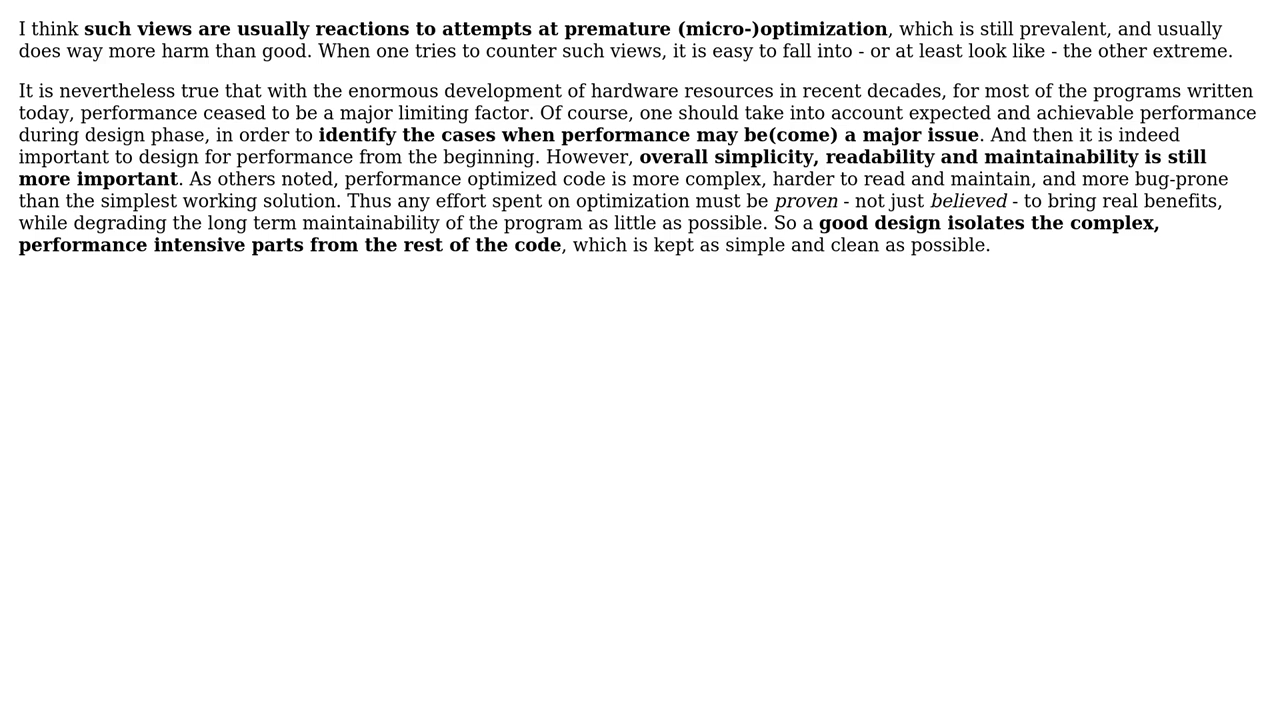 I think such views are usually reactions to attempts at premature (micro-)optimization, which is still prevalent, and usually
does way more harm than good. When one tries to counter such views, it is easy to fall into - or at least look like - the other extreme.
It is nevertheless true that with the enormous development of hardware resources in recent decades, for most of the programs written
today, performance ceased to be a major limiting factor. Of course, one should take into account expected and achievable performance
during design phase, in order to identify the cases when performance may be(come) a major issue. And then it is indeed
important to design for performance from the beginning. However, overall simplicity, readability and maintainability is still
more important. As others noted, performance optimized code is more complex, harder to read and maintain, and more bug-prone
than the simplest working solution. Thus any effort spent on optimization must be proven - not just believed - to bring real benefits,
while degrading the long term maintainability of the program as little as possible. So a good design isolates the complex,
performance intensive parts from the rest of the code, which is kept as simple and clean as possible.